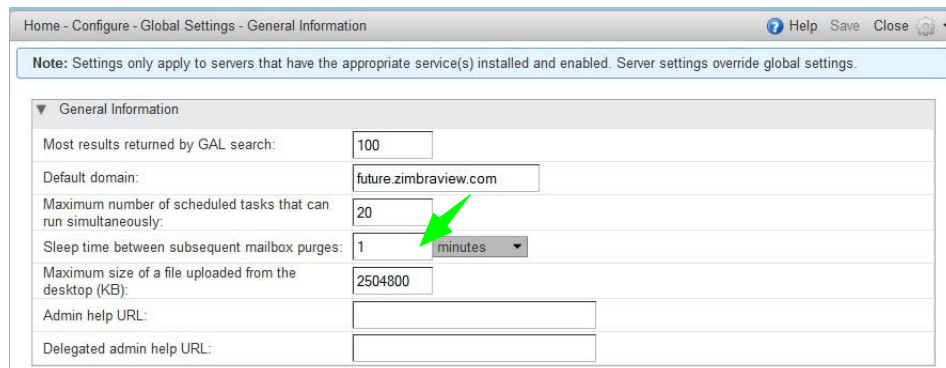 Home - Configure - Global Settings - General Information
Help Save Close
Note: Settings only apply to servers that have the appropriate service(s) installed and enabled. Server settings override global settings.
General Information
Most results returned by GAL search: 100
Default domain: future.zimbraview.com
Maximum number of scheduled tasks that can
run simultaneously: 20
Sleep time between subsequent mailbox purges: 1 minutes
Maximum size of a file uploaded from the
desktop (KB): 2504800
Admin help URL:
Delegated admin help URL: